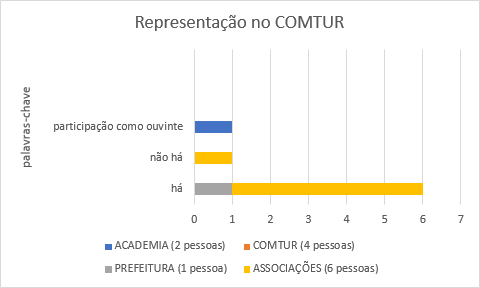 Representação no COMTUR
palavras-chave
participação como ouvinte
não há
há
0 1 2 3 4 5 6 7
ACADEMIA (2 pessoas) COMTUR (4 pessoas)
PREFEITURA (1 pessoa) ASSOCIAÇÕES (6 pessoas)